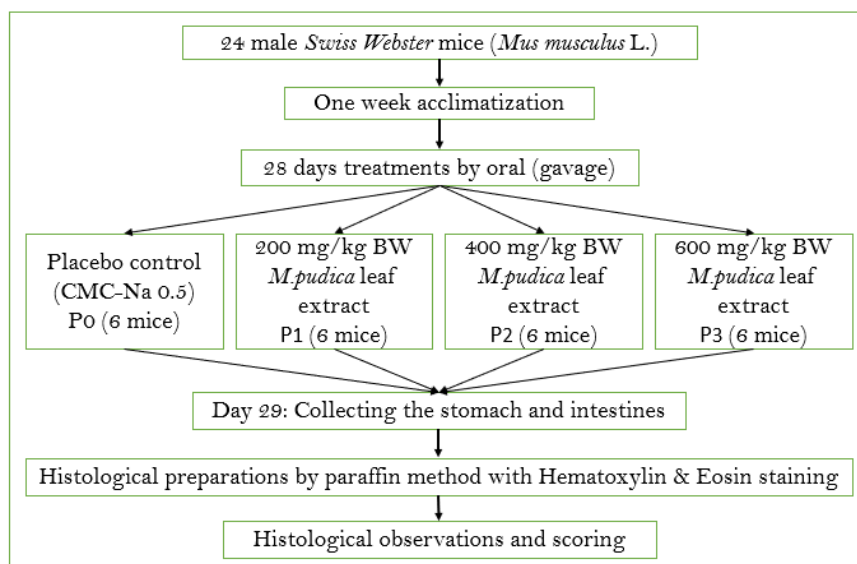 24 male Swiss Webster mice (Mus musculus L.)
One week acclimatization
28 days treatments by oral (gavage)
Placebo control
(CMC-Na 0.5)
P0 (6 mice)
200 mg/kg BW
M.pudica leaf
extract
P1 (6 mice)
400 mg/kg BW
M.pudica leaf
extract
P2 (6 mice)
600 mg/kg BW
M.pudica leaf
extract
P3 (6 mice)
Day 29: Collecting the stomach and intestines
Histological preparations by paraffin method with Hematoxylin & Eosin staining
Histological observations and scoring